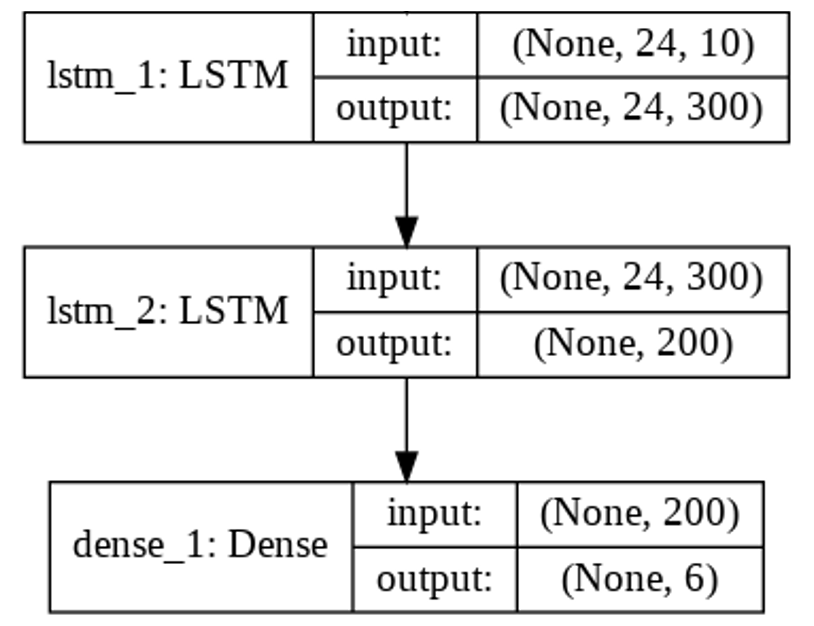 lstm_1: LSTM
input:
(None, 24, 10)
output:
(None, 24, 300)
lstm_2: LSTM
input:
(None, 24, 300)
output:
(None, 200)
dense_1: Dense
input:
(None, 200)
output:
(None, 6)